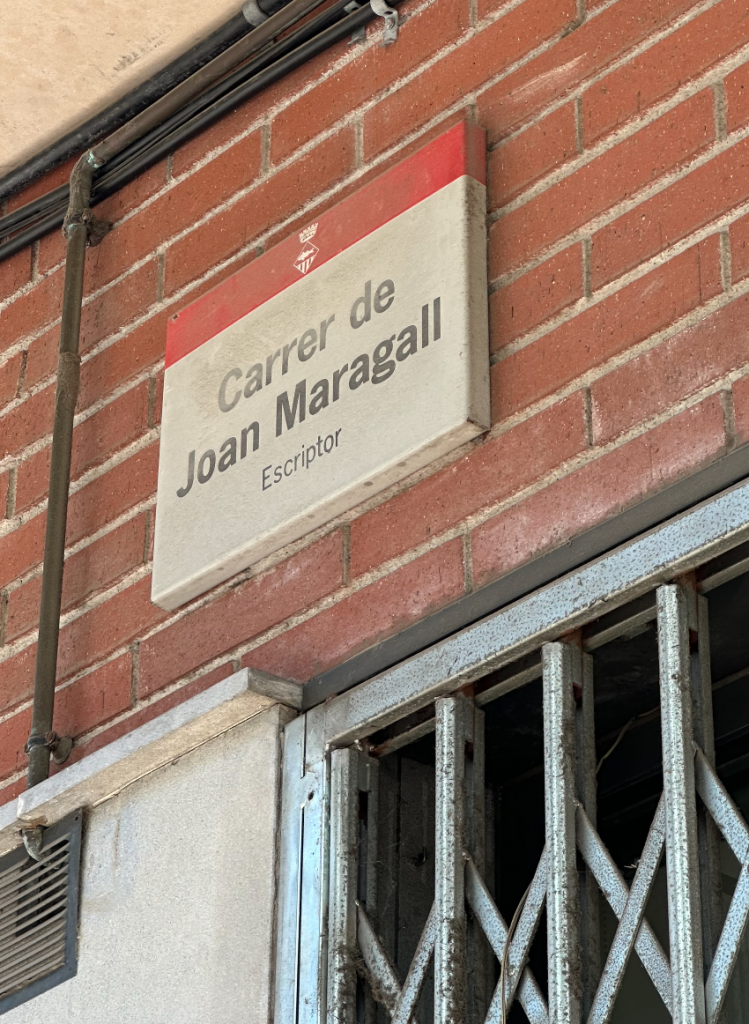 Carrer de
Joan Maragall
Escriptor